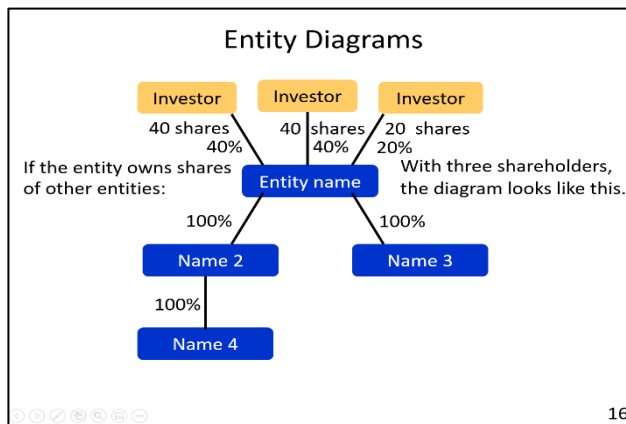 Entity Diagrams
Investor
Investor
Investor
40 shares
40%
40 shares
40%
20 shares
20%
If the entity owns shares
of other entities:
Entity name
With three shareholders,
the diagram looks like this.
100%
100%
Name 2
Name 3
100%
Name 4
16